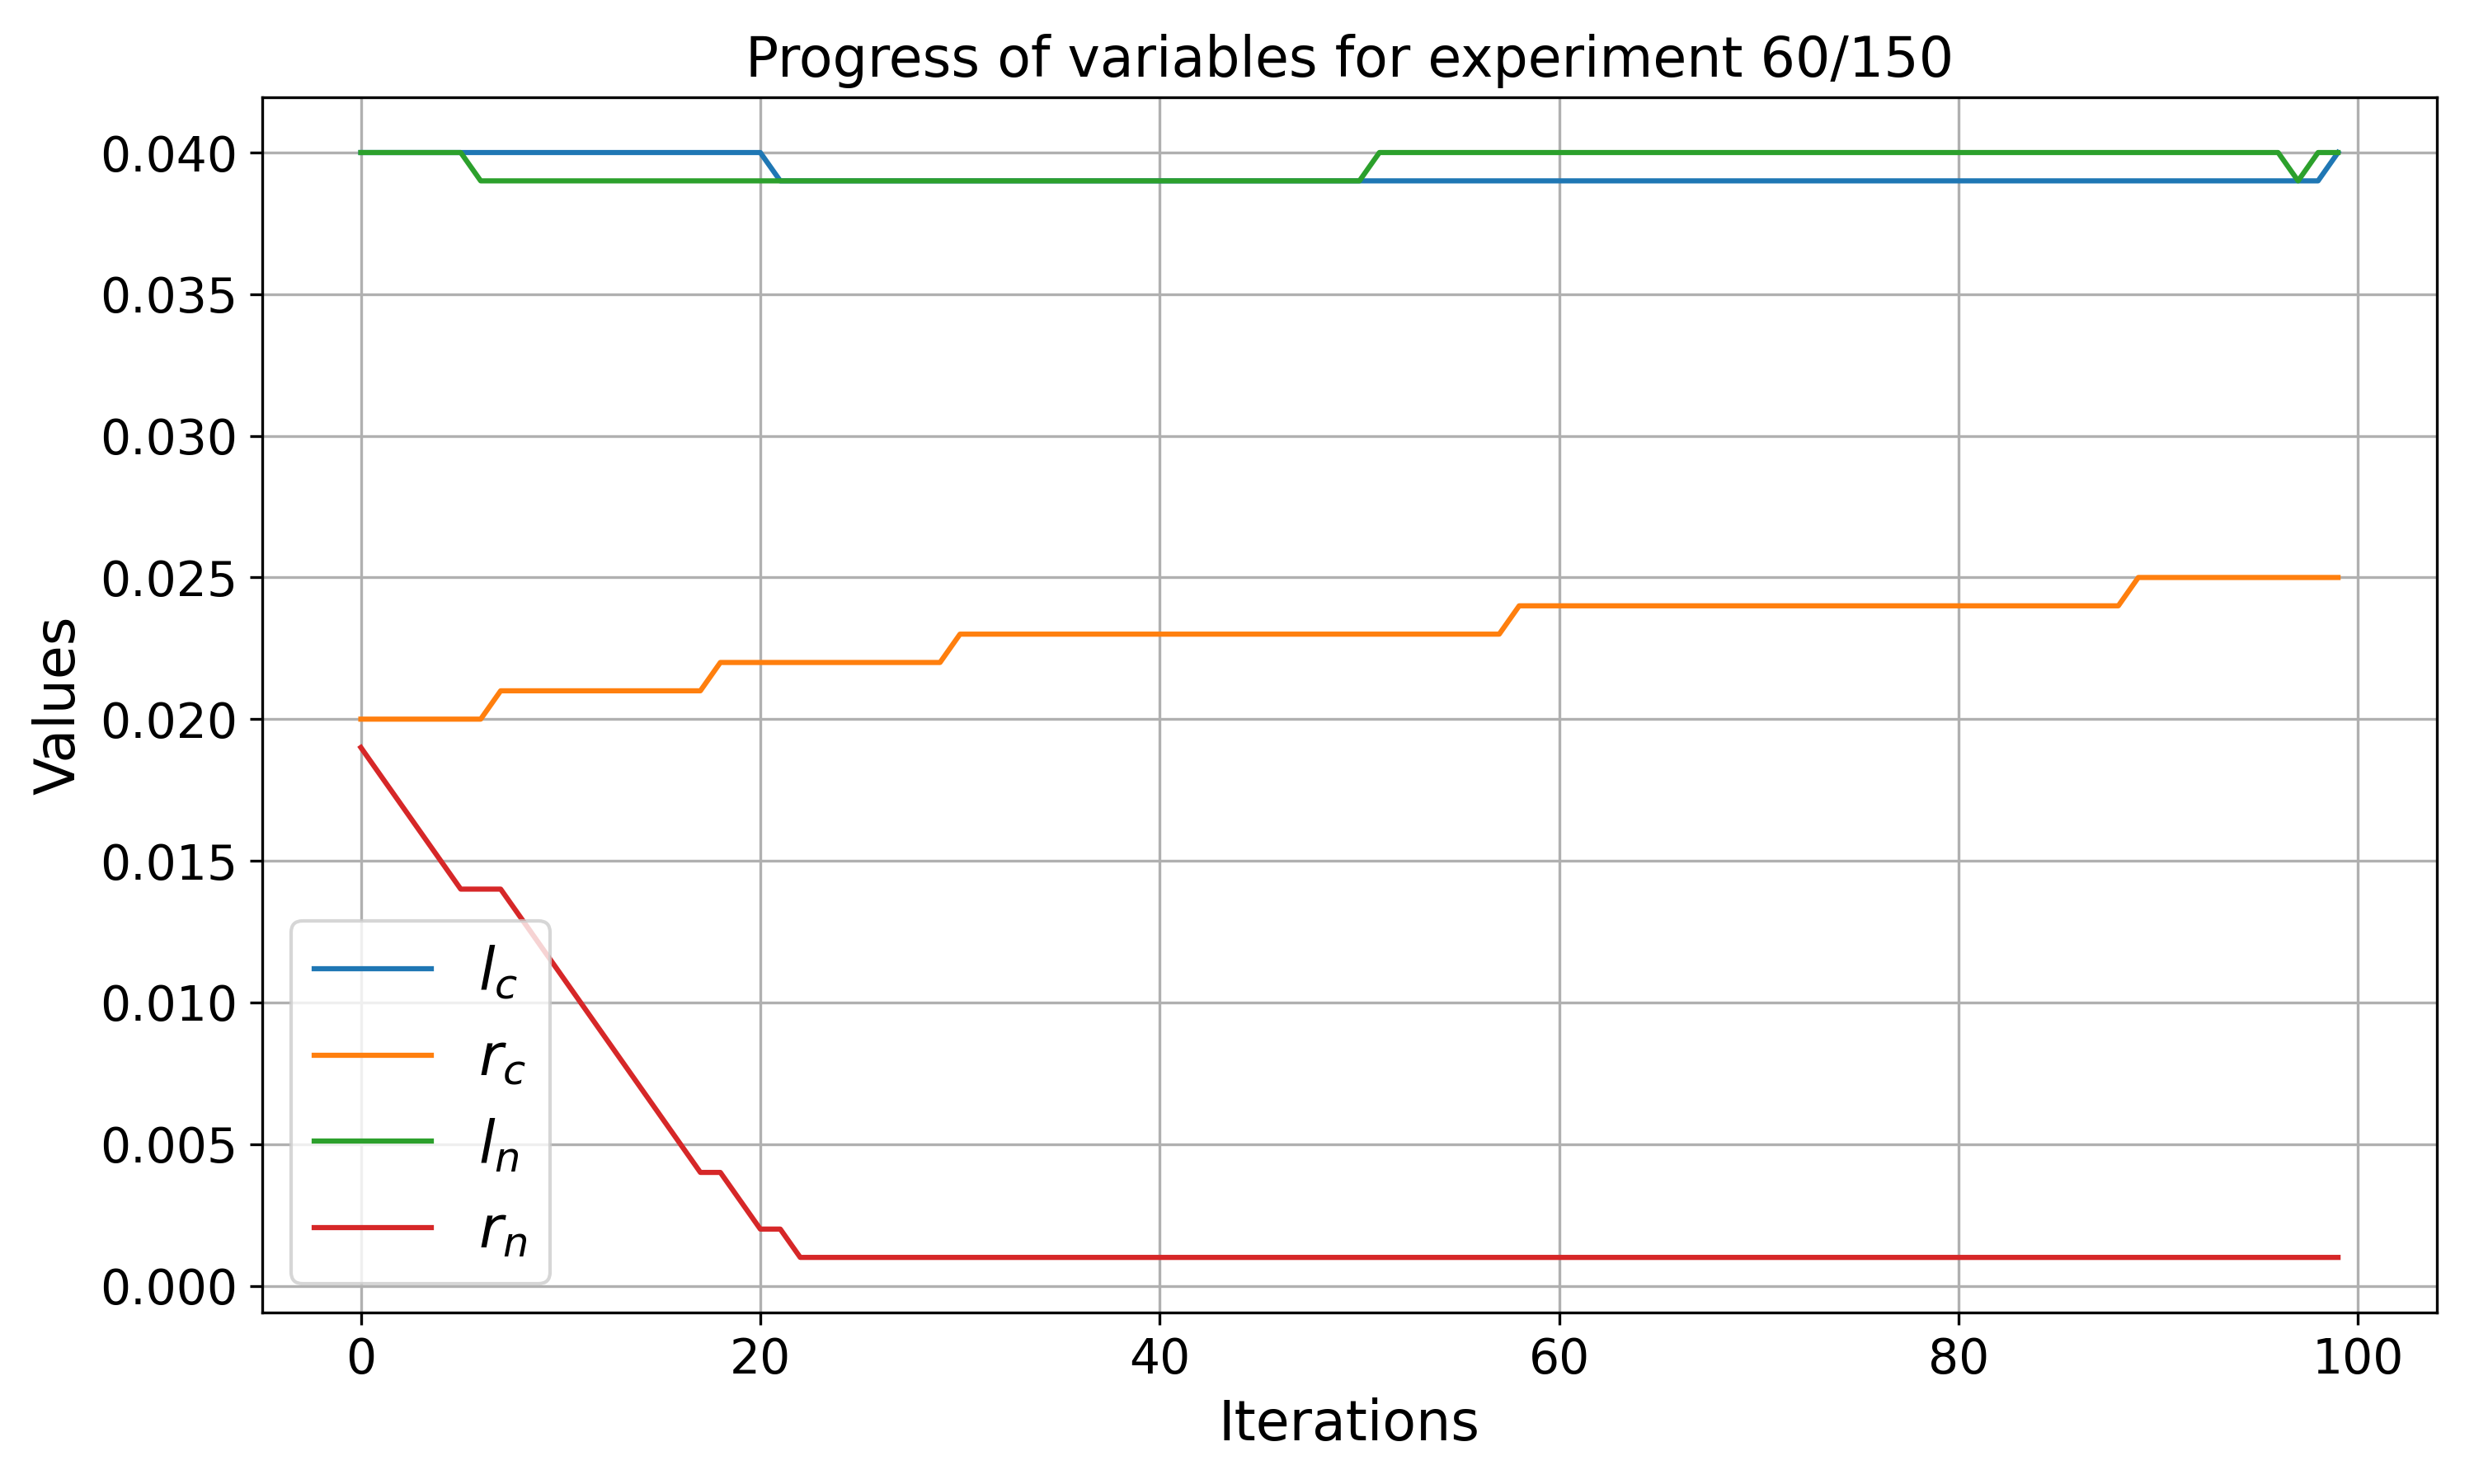 Progress of variables for experiment 60/150
Values
0.040
0.035
0.030
0.025
0.020
0.015
0.010
0.005
0.000
l_c
r_c
l_n
r_n
0 20 40 60 80 100
Iterations